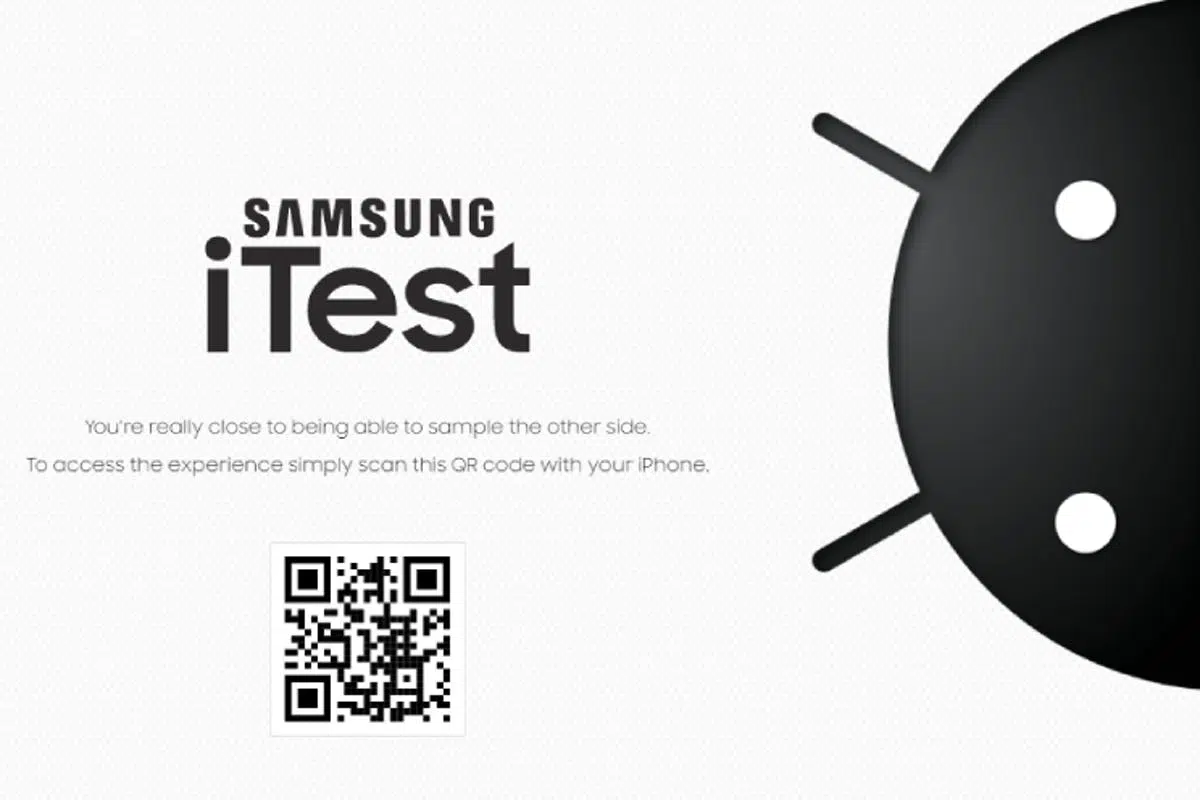 SAMSUNG
iTest
You're really close to being able to sample the other side.
To access the experience simply scan this QR code with your iPhone.